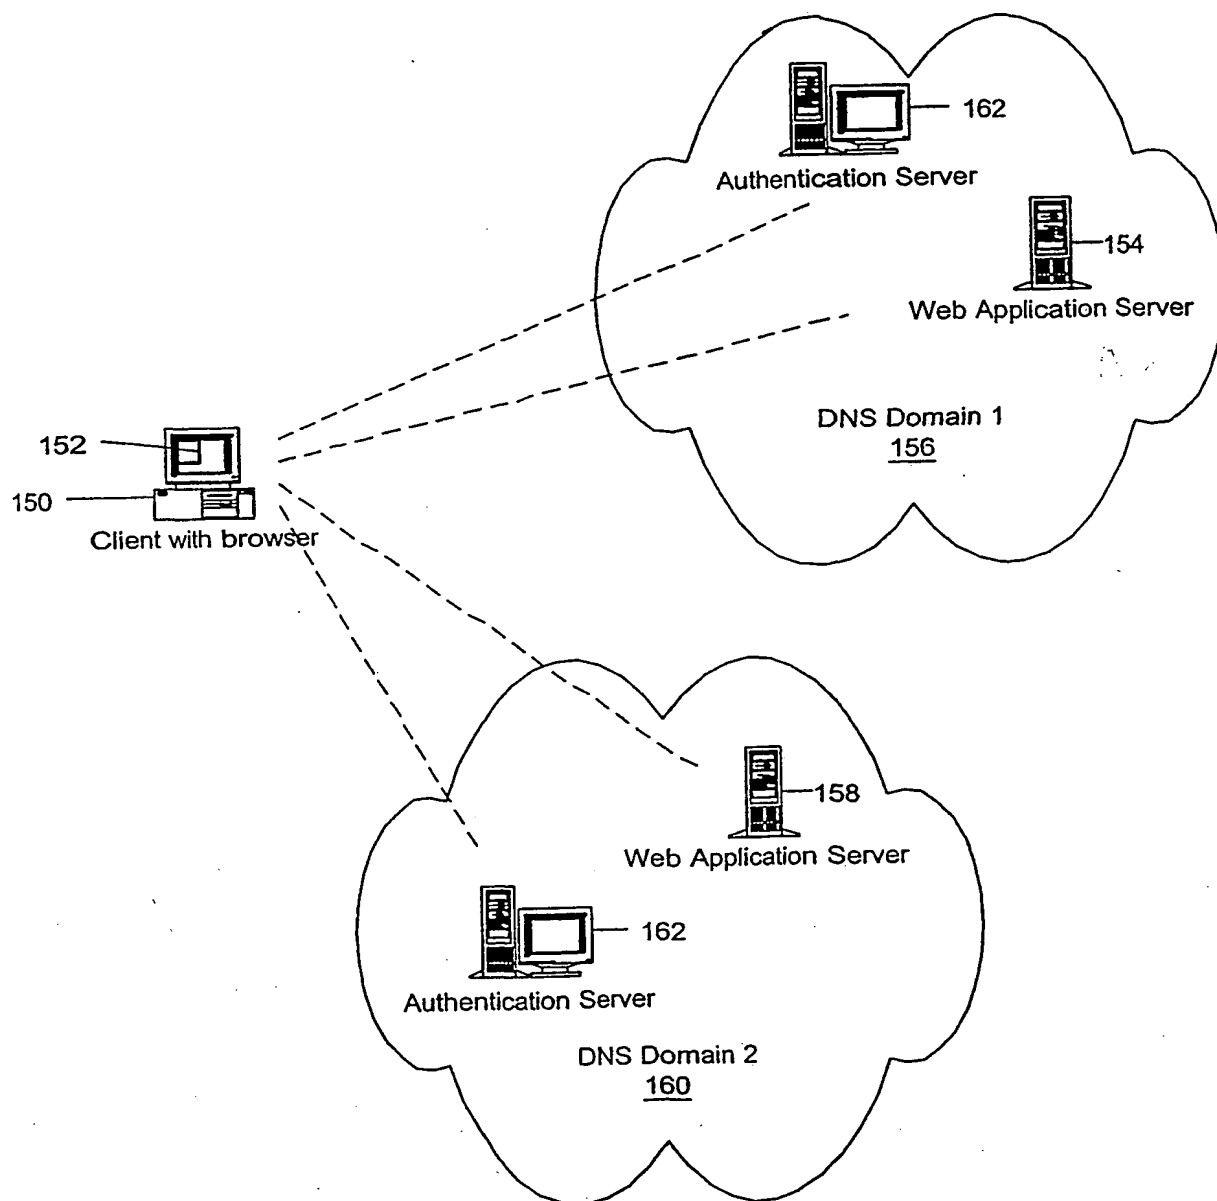 162
Authentication Server
154
Web Application Server
DNS Domain 1
156
152
150
Client with browser
158
Web Application Server
162
Authentication Server
DNS Domain 2
160